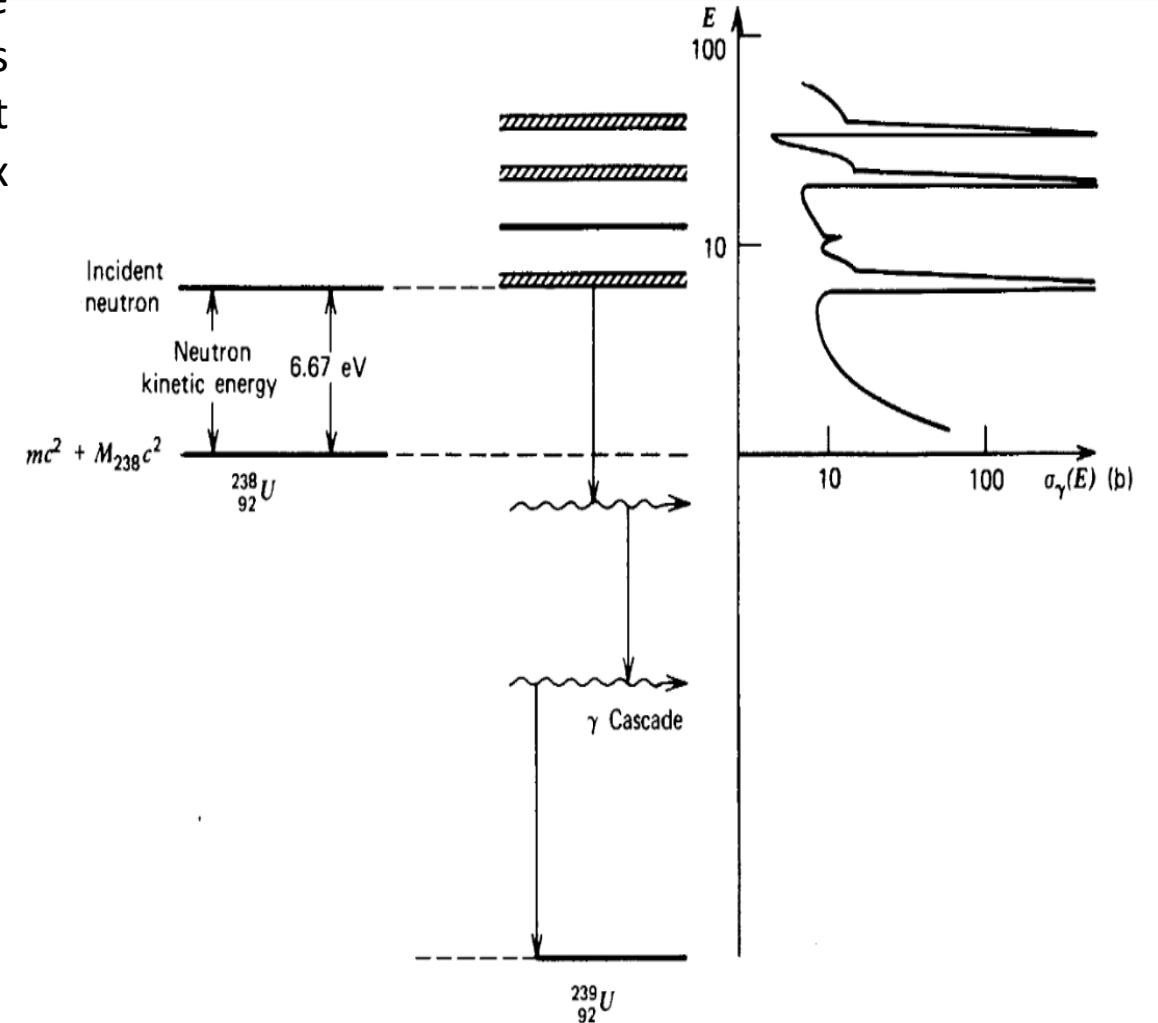 s
t
x
E
100
10
Incident
neutron
Neutron
kinetic energy
6.67 eV
mc² + M₂₃₈c²
²³⁸₉₂U
10
100
σᵧ(E) (b)
γ Cascade
²³⁹₉₂U